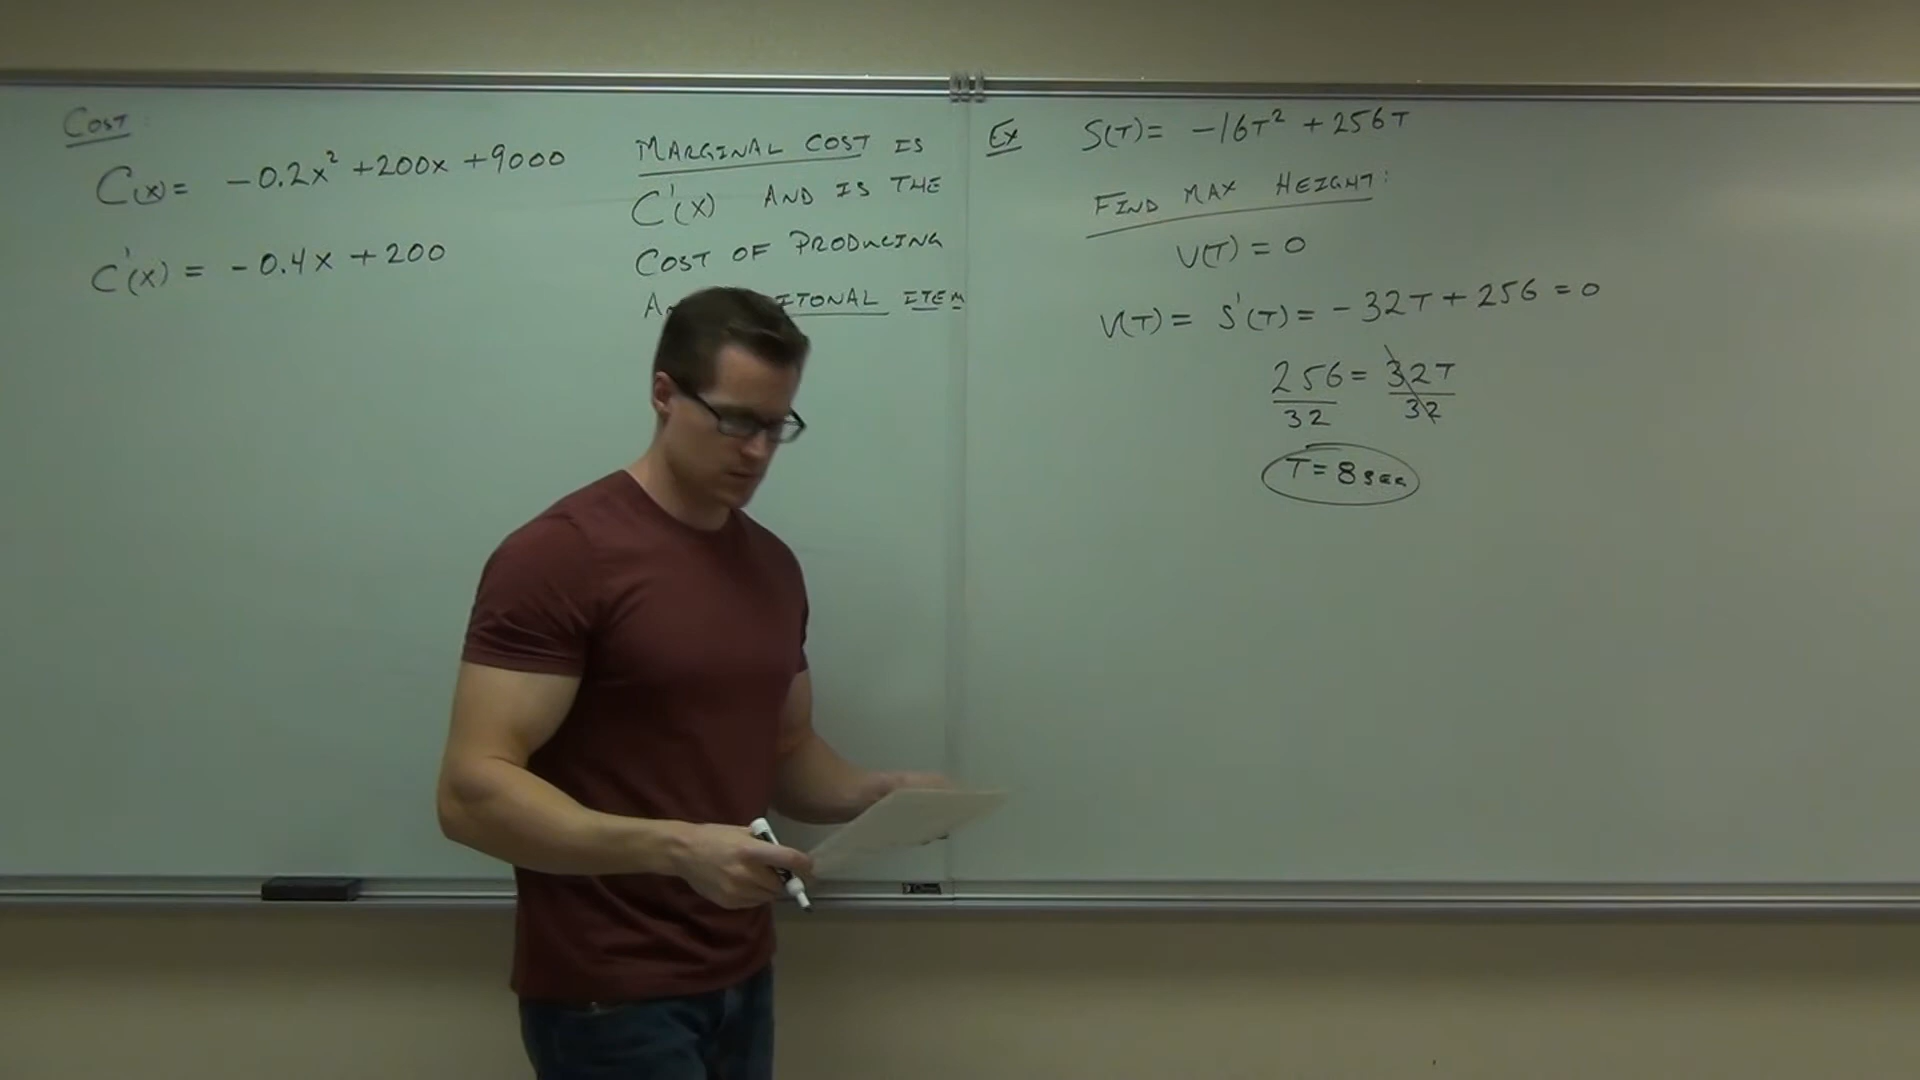 Cost:
C(x) = -0.2x² + 200x + 9000
C'(x) = -0.4x + 200
MARGINAL COST IS
C'(x) AND IS THE
COST OF PRODUCING
ITEM
Ex S(T) = -16T² + 256T
FIND MAX HEIGHT:
V(T) = 0
V(T) = S'(T) = -32T + 256 = 0
256 = 32T
32 32
T = 8 sec